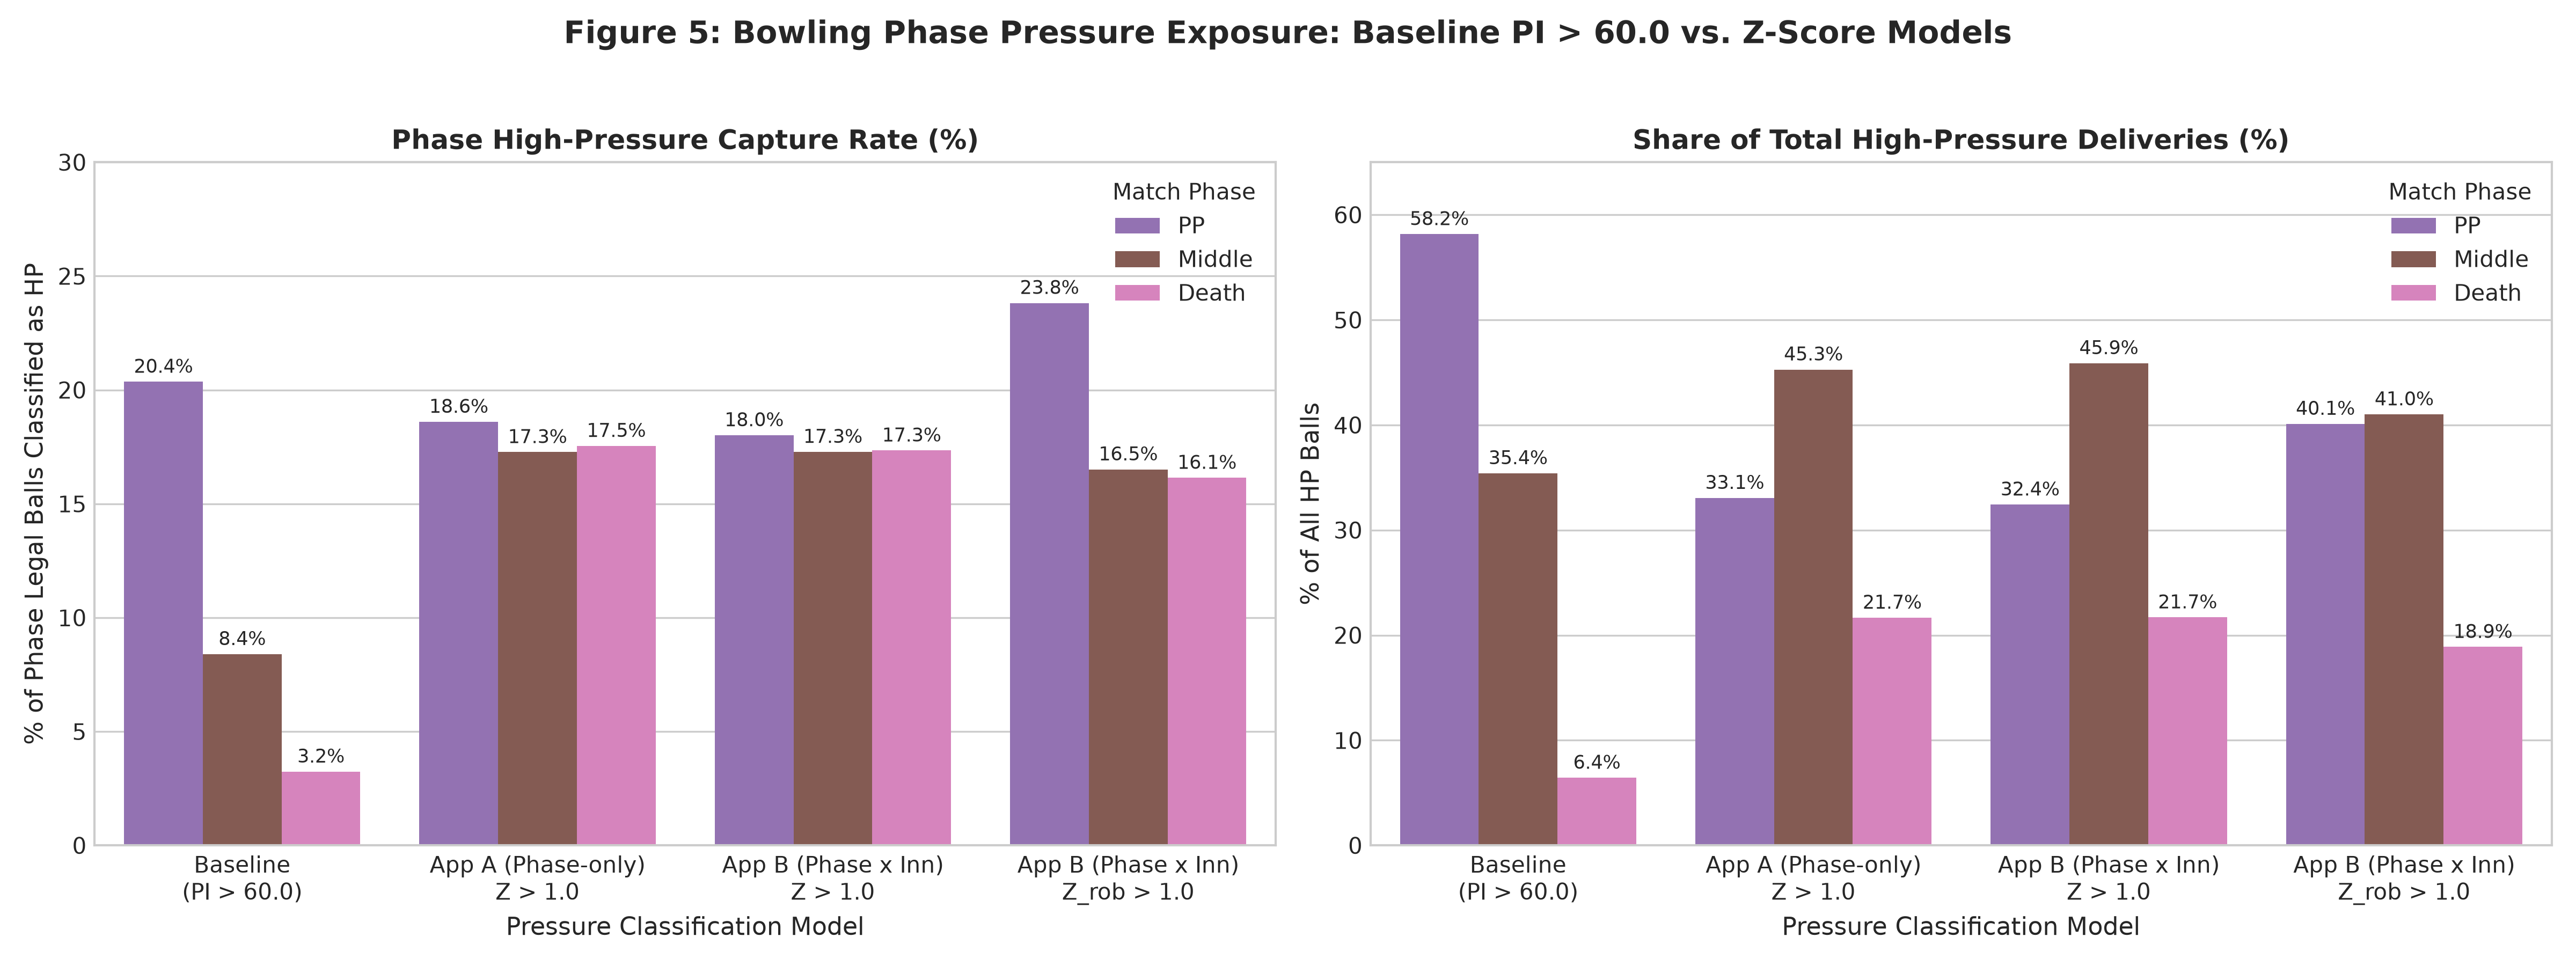 Figure 5: Bowling Phase Pressure Exposure: Baseline PI > 60.0 vs. Z-Score Models
Phase High-Pressure Capture Rate (%)
% of Phase Legal Balls Classified as HP
30
25
20
15
10
5
0
Match Phase
PP
Middle
Death
20.4%
8.4%
3.2%
18.6%
17.3%
17.5%
18.0%
17.3%
17.3%
23.8%
16.5%
16.1%
Baseline
(PI > 60.0)
App A (Phase-only)
Z > 1.0
App B (Phase x Inn)
Z > 1.0
App B (Phase x Inn)
Z_rob > 1.0
Pressure Classification Model
Share of Total High-Pressure Deliveries (%)
% of All HP Balls
60
50
40
30
20
10
0
Match Phase
PP
Middle
Death
58.2%
35.4%
6.4%
33.1%
45.3%
21.7%
32.4%
45.9%
21.7%
40.1%
41.0%
18.9%
Baseline
(PI > 60.0)
App A (Phase-only)
Z > 1.0
App B (Phase x Inn)
Z > 1.0
App B (Phase x Inn)
Z_rob > 1.0
Pressure Classification Model